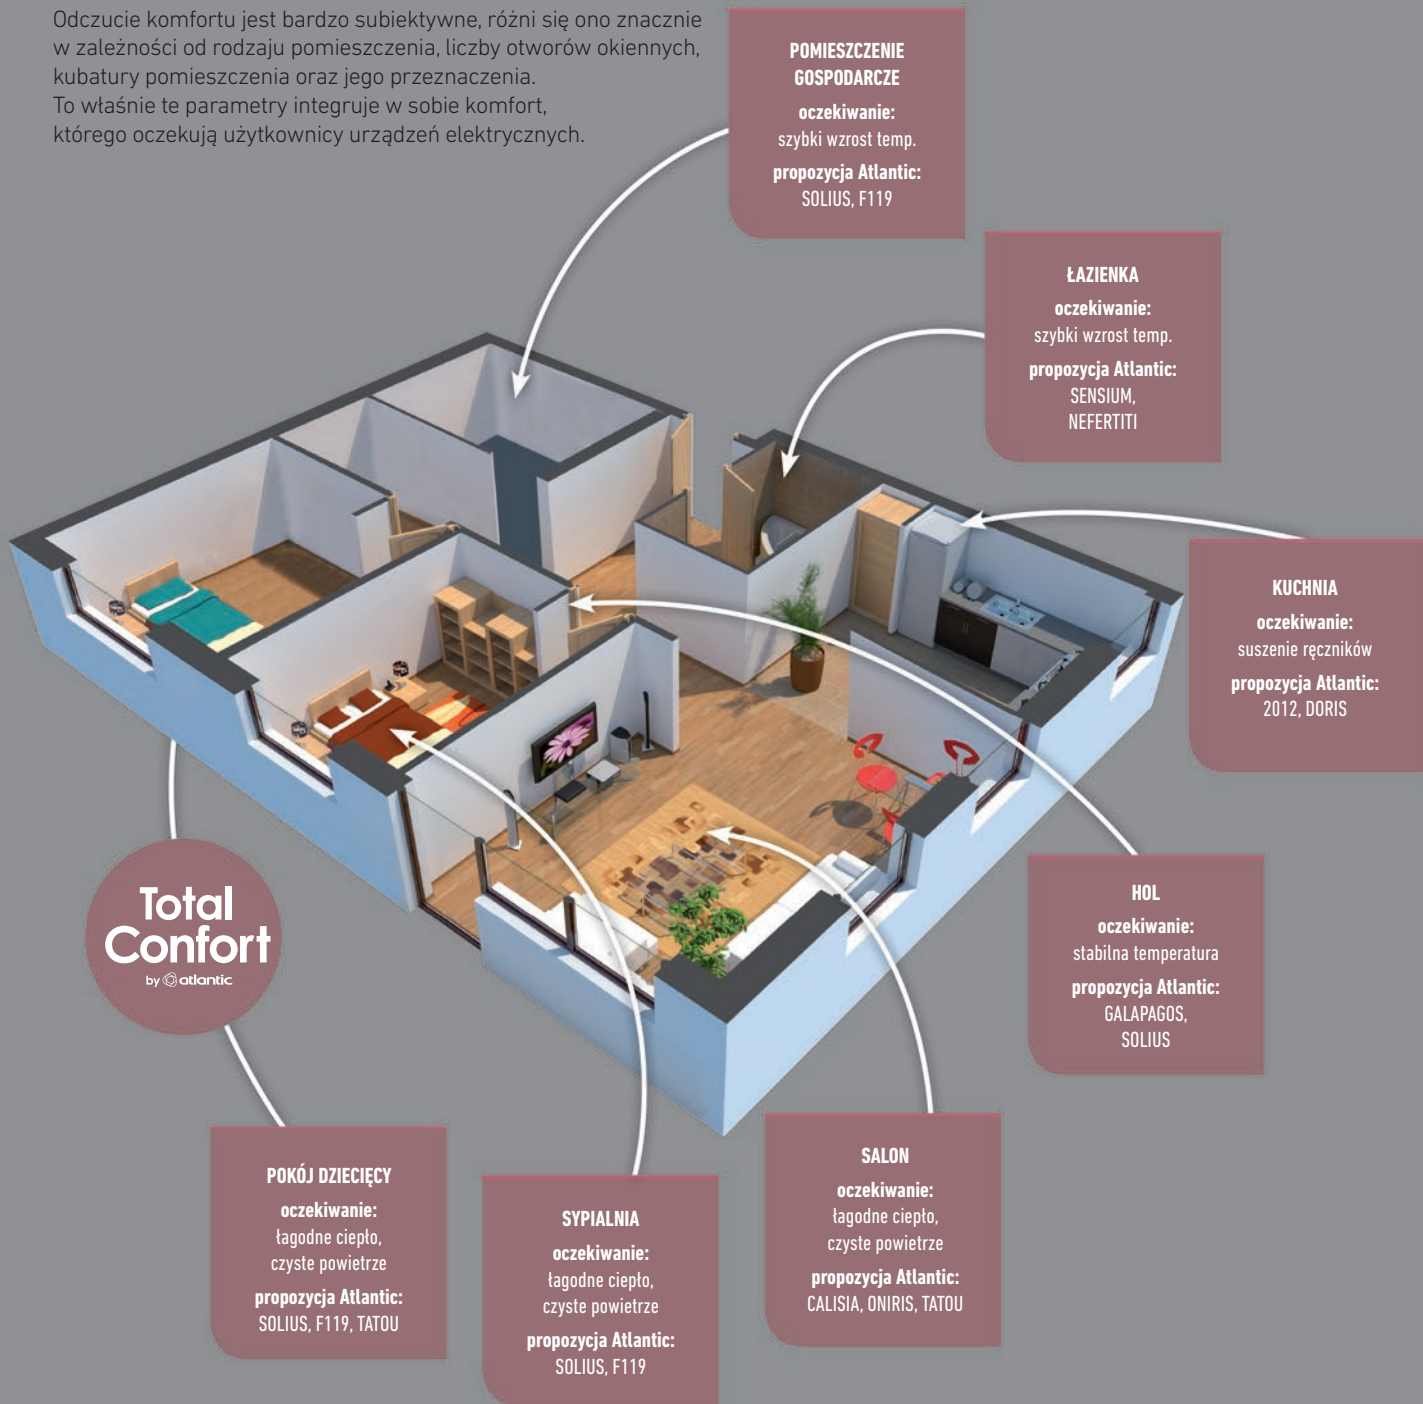 Odczucie komfortu jest bardzo subiektywne, różni się ono znacznie
w zależności od rodzaju pomieszczenia, liczby otworów okiennych,
kubatury pomieszczenia oraz jego przeznaczenia.
To właśnie te parametry integruje w sobie komfort,
którego oczekują użytkownicy urządzeń elektrycznych.
POMIESZCZENIE
GOSPODARCZE
oczekiwanie:
szybki wzrost temp.
propozycja Atlantic:
SOLIUS, F119
ŁAZIENKA
oczekiwanie:
szybki wzrost temp.
propozycja Atlantic:
SENSIUM,
NEFERTITI
KUCHNIA
oczekiwanie:
suszenie ręczników
propozycja Atlantic:
2012, DORIS
HOL
oczekiwanie:
stabilna temperatura
propozycja Atlantic:
GALAPAGOS,
SOLIUS
Total
Confort
by atlantic
POKÓJ DZIECIĘCY
oczekiwanie:
łagodne ciepło,
czyste powietrze
propozycja Atlantic:
SOLIUS, F119, TATOU
SYPIALNIA
oczekiwanie:
łagodne ciepło,
czyste powietrze
propozycja Atlantic:
SOLIUS, F119
SALON
oczekiwanie:
łagodne ciepło,
czyste powietrze
propozycja Atlantic:
CALISIA, ONIRIS, TATOU